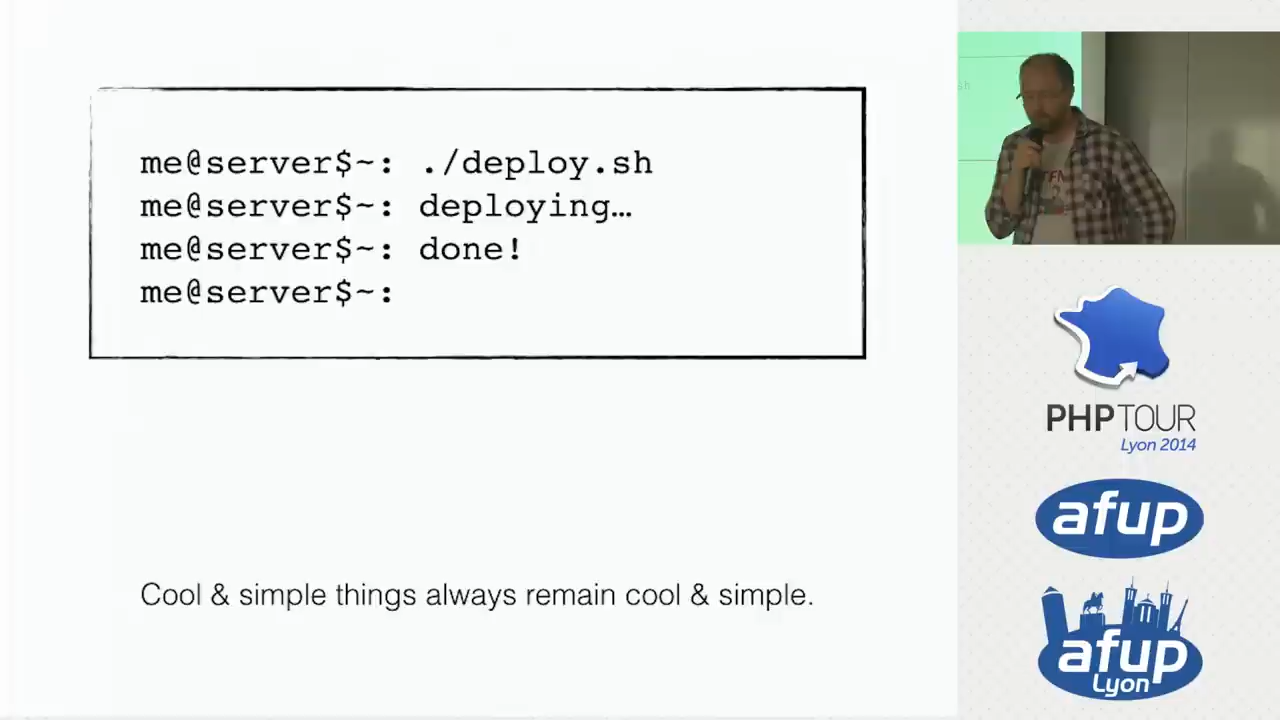 me@server$~: ./deploy.sh
me@server$~: deploying…
me@server$~: done!
me@server$~:
Cool & simple things always remain cool & simple.
PHPTOUR
Lyon 2014
afup
afup
Lyon